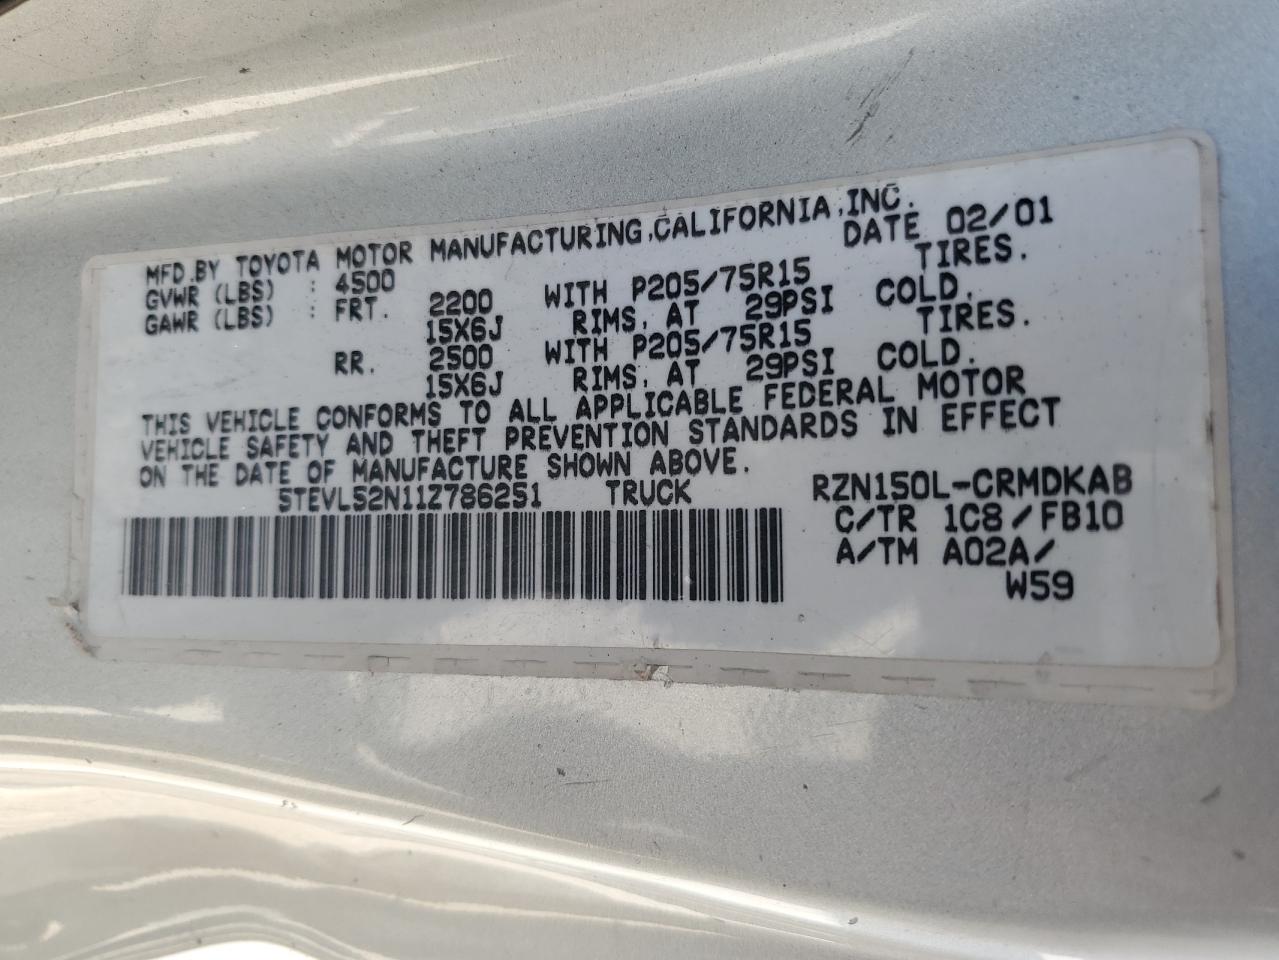 MFD.BY TOYOTA MOTOR MANUFACTURING,CALIFORNIA,INC.
GVWR (LBS) : 4500 DATE 02/01
GAWR (LBS) : FRT. 2200 WITH P205/75R15 TIRES.
15X6J RIMS, AT 29PSI COLD.
RR. 2500 WITH P205/75R15 TIRES.
15X6J RIMS, AT 29PSI COLD.
THIS VEHICLE CONFORMS TO ALL APPLICABLE FEDERAL MOTOR
VEHICLE SAFETY AND THEFT PREVENTION STANDARDS IN EFFECT
ON THE DATE OF MANUFACTURE SHOWN ABOVE.
5TEVL52N11Z786251 TRUCK RZN150L-CRMDKAB
C/TR 1C8/FB10
A/TM A02A/
W59